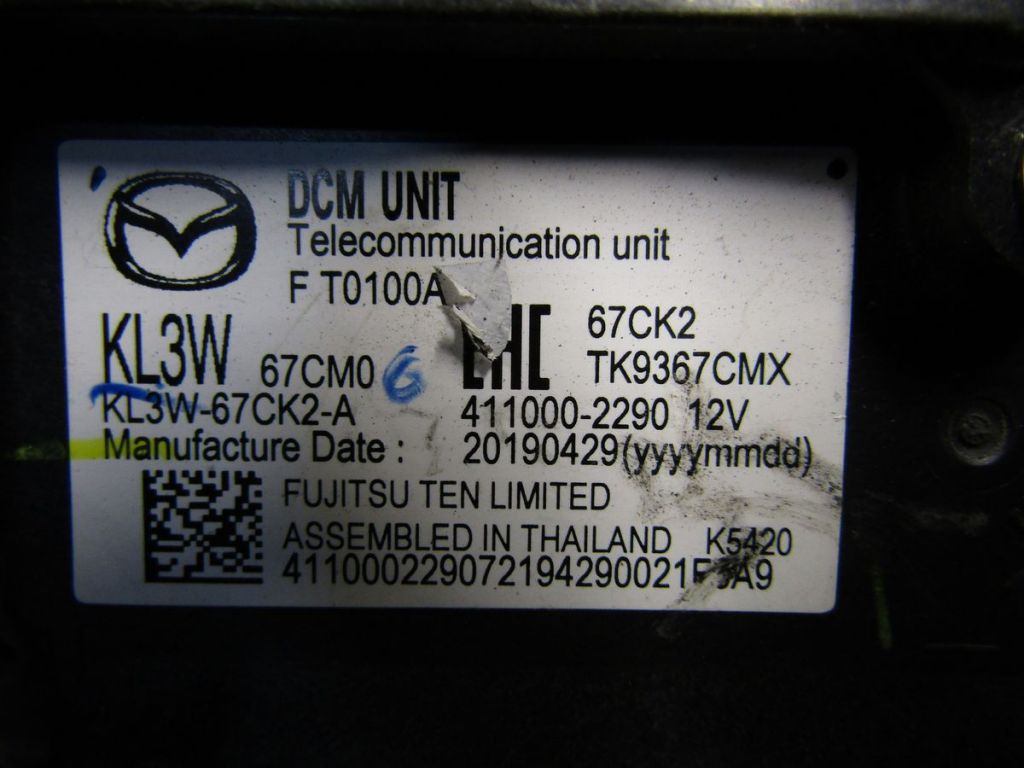 DCM UNIT
Telecommunication unit
F T0100A
KL3W 67CM0 6
EAC
67CK2
TK9367CMX
KL3W-67CK2-A 411000-2290 12V
Manufacture Date : 20190429(yyyymmdd)
FUJITSU TEN LIMITED
ASSEMBLED IN THAILAND K5420